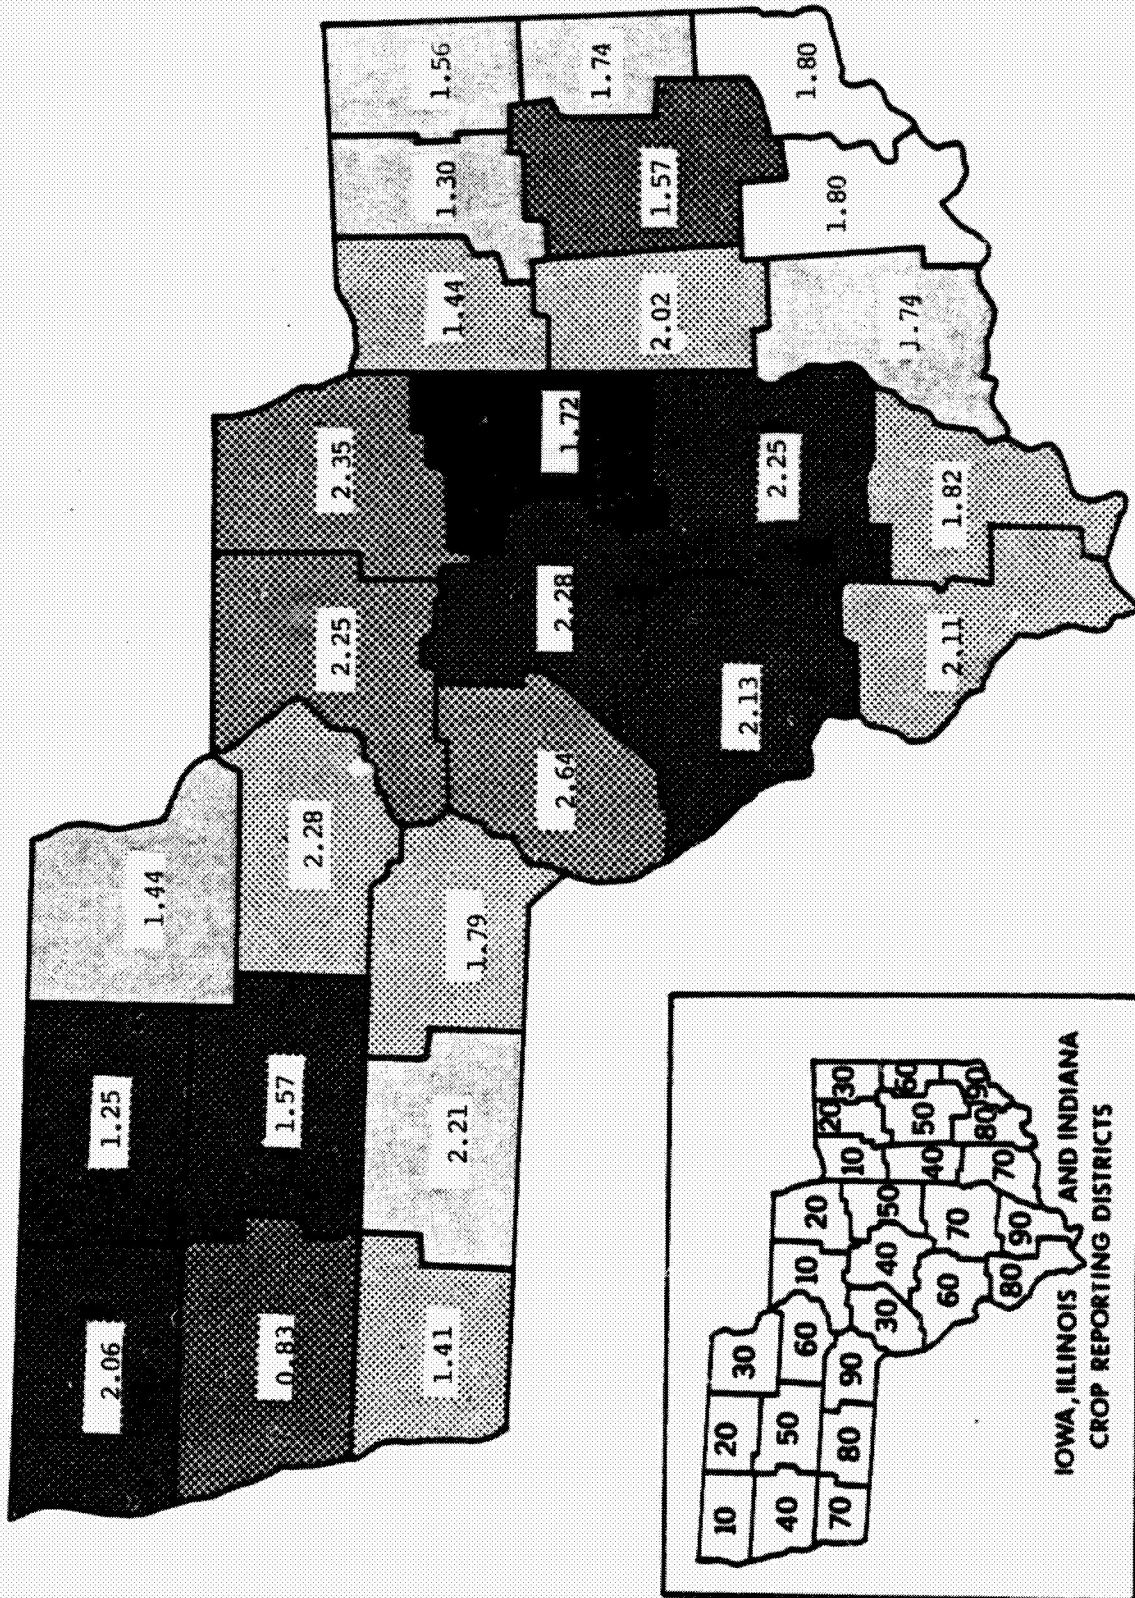 2.06 1.25 1.44
0.83 1.57 2.28 2.25 2.35
1.41 2.21 1.79 1.44 1.30 1.56
2.64 2.28 1.72 1.74
2.02 1.57
2.13 2.25 1.80 1.80
1.74
2.11 1.82
10 20 30
40 50 60 10 20 10 20 30
70 80 90 30 40 50 40 50 60
60 70 70 80 90
80 90
IOWA, ILLINOIS AND INDIANA
CROP REPORTING DISTRICTS